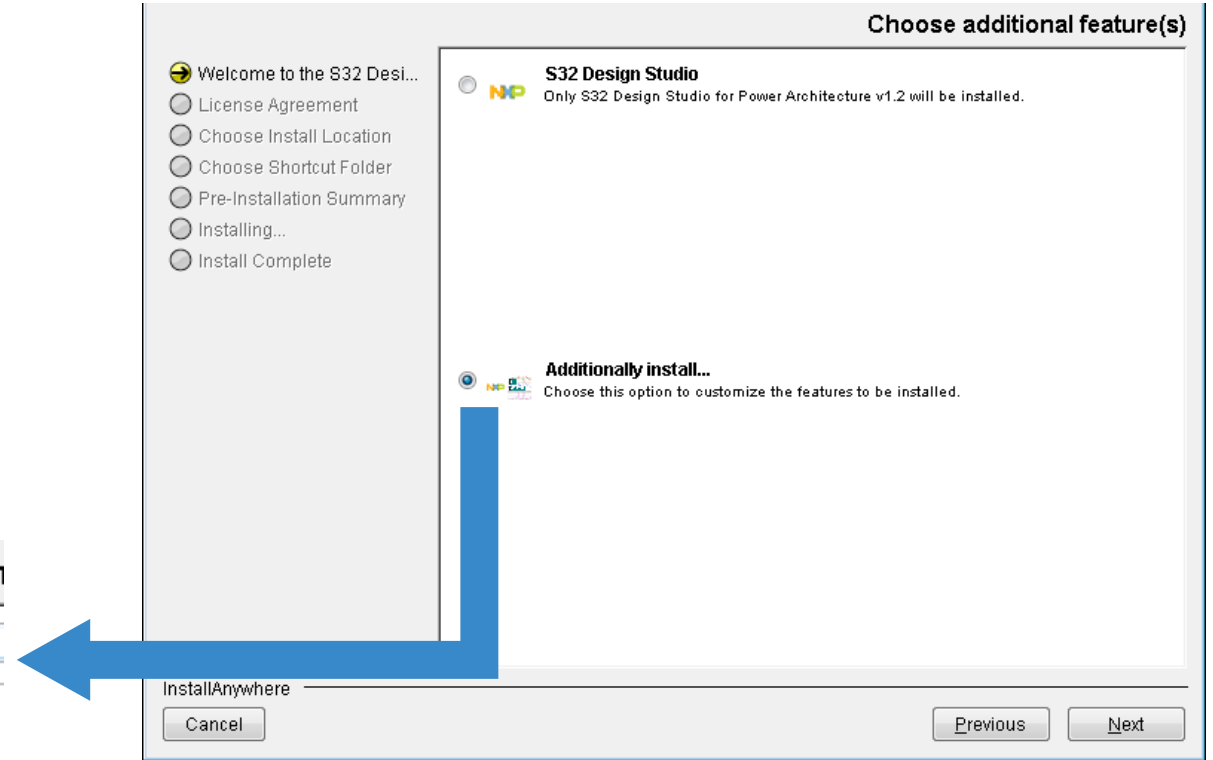 Choose additional feature(s)
Welcome to the S32 Desi...
License Agreement
Choose Install Location
Choose Shortcut Folder
Pre-Installation Summary
Installing...
Install Complete
NXP
S32 Design Studio
Only S32 Design Studio for Power Architecture v1.2 will be installed.
NXP
Additionally install...
Choose this option to customize the features to be installed.
InstallAnywhere
Cancel
Previous
Next